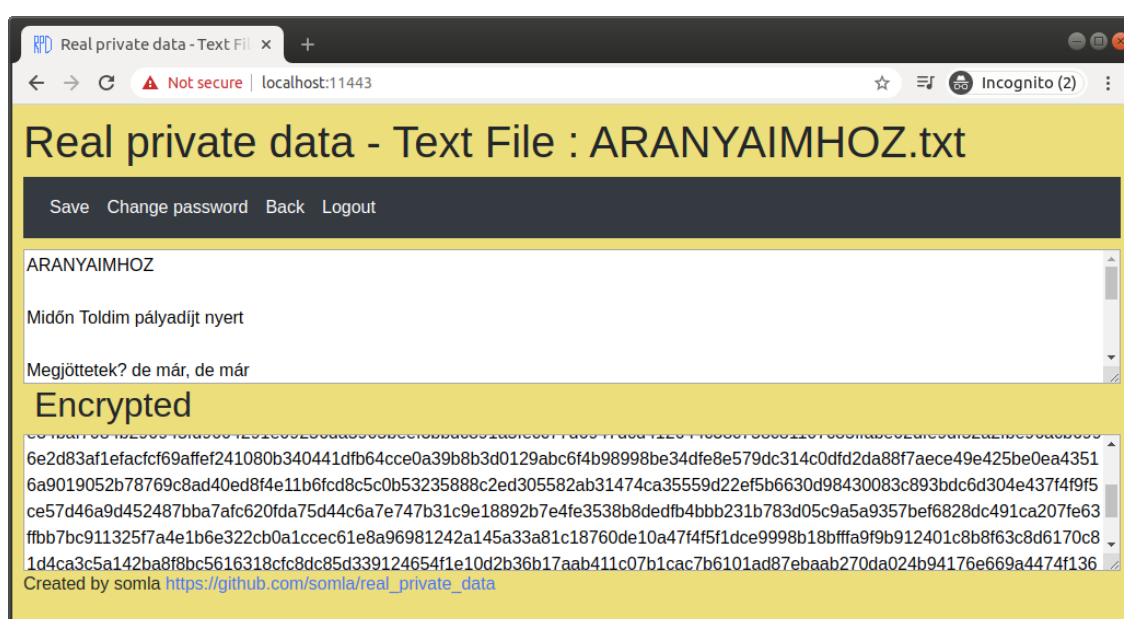 Real private data - Text Fil
Not secure | localhost:11443
Incognito (2)
Real private data - Text File : ARANYAIMHOZ.txt
Save Change password Back Logout
ARANYAIMHOZ
Midőn Toldim pályadíjt nyert
Megjöttetek? de már, de már
Encrypted
6e2d83af1efacfcf69affef241080b340441dfb64cce0a39b8b3d0129abc6f4b98998be34dfe8e579dc314c0dfd2da88f7aece49e425be0ea4351
6a9019052b78769c8ad40ed8f4e11b6fcd8c5c0b53235888c2ed305582ab31474ca35559d22ef5b6630d98430083c893bdc6d304e437f4f9f5
ce57d46a9d452487bba7afc620fda75d44c6a7e747b31c9e18892b7e4fe3538b8dedfb4bbb231b783d05c9a5a9357bef6828dc491ca207fe63
ffbb7bc911325f7a4e1b6e322cb0a1ccec61e8a96981242a145a33a81c18760de10a47f4f5f1dce9998b18bfffa9f9b912401c8b8f63c8d6170c8
1d4ca3c5a142ba8f8bc5616318cfc8dc85d339124654f1e10d2b36b17aab411c07b1cac7b6101ad87ebaab270da024b94176e669a4474f136
Created by somla https://github.com/somla/real_private_data